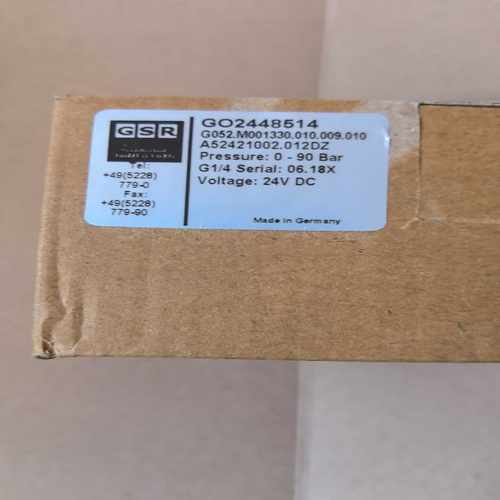 GSR
Tel:
+49(5228)
779-0
Fax:
+49(5228)
779-90
GO2448514
G052.M001330.010.009.010
A52421002.012DZ
Pressure: 0 - 90 Bar
G1/4 Serial: 06.18X
Voltage: 24V DC
Made in Germany